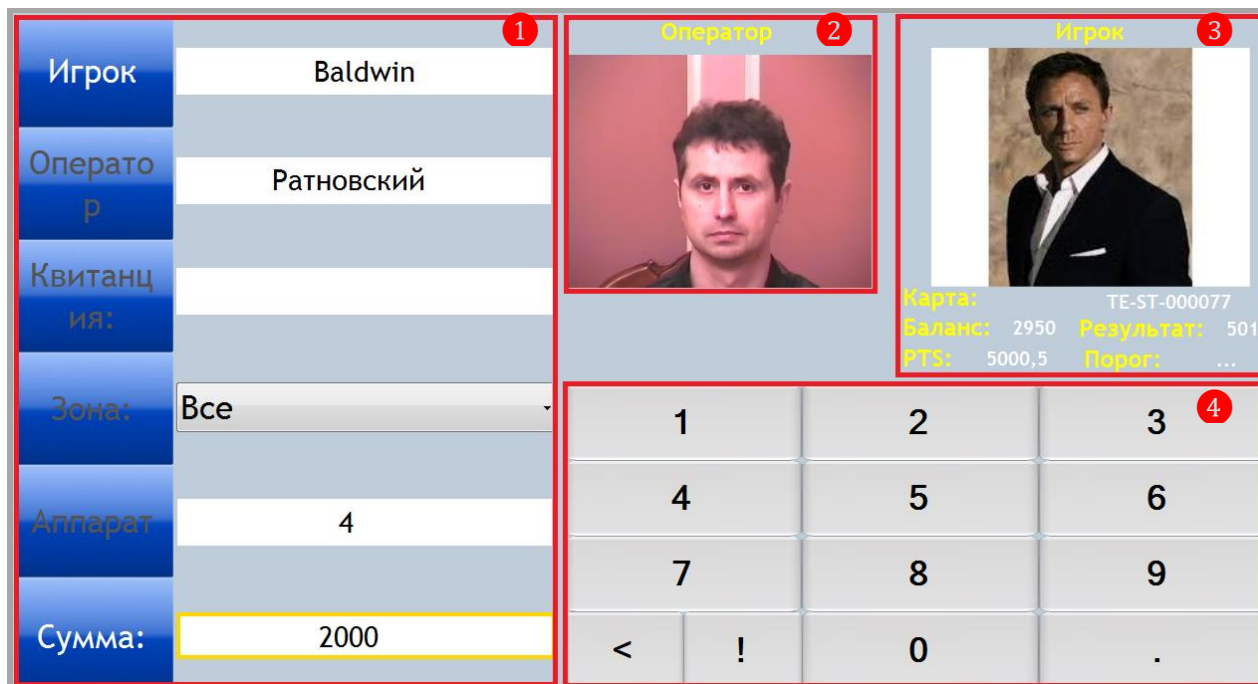 1
Игрок
Baldwin
Операто
р
Ратновский
Квитанц
ия:
Зона:
Все
Аппарат
4
Сумма:
2000
Оператор
2
Игрок
3
Карта:
TE-ST-000077
Баланс: 2950 Результат: 501
PTS: 5000,5 Порог: ...
4
1 2 3
4 5 6
7 8 9
< ! 0 .